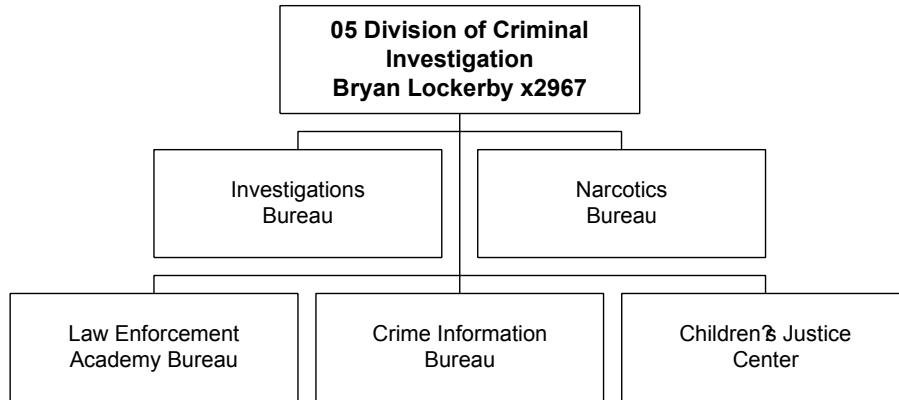 05 Division of Criminal
Investigation
Bryan Lockerby x2967
Investigations
Bureau
Narcotics
Bureau
Law Enforcement
Academy Bureau
Crime Information
Bureau
Children?s Justice
Center